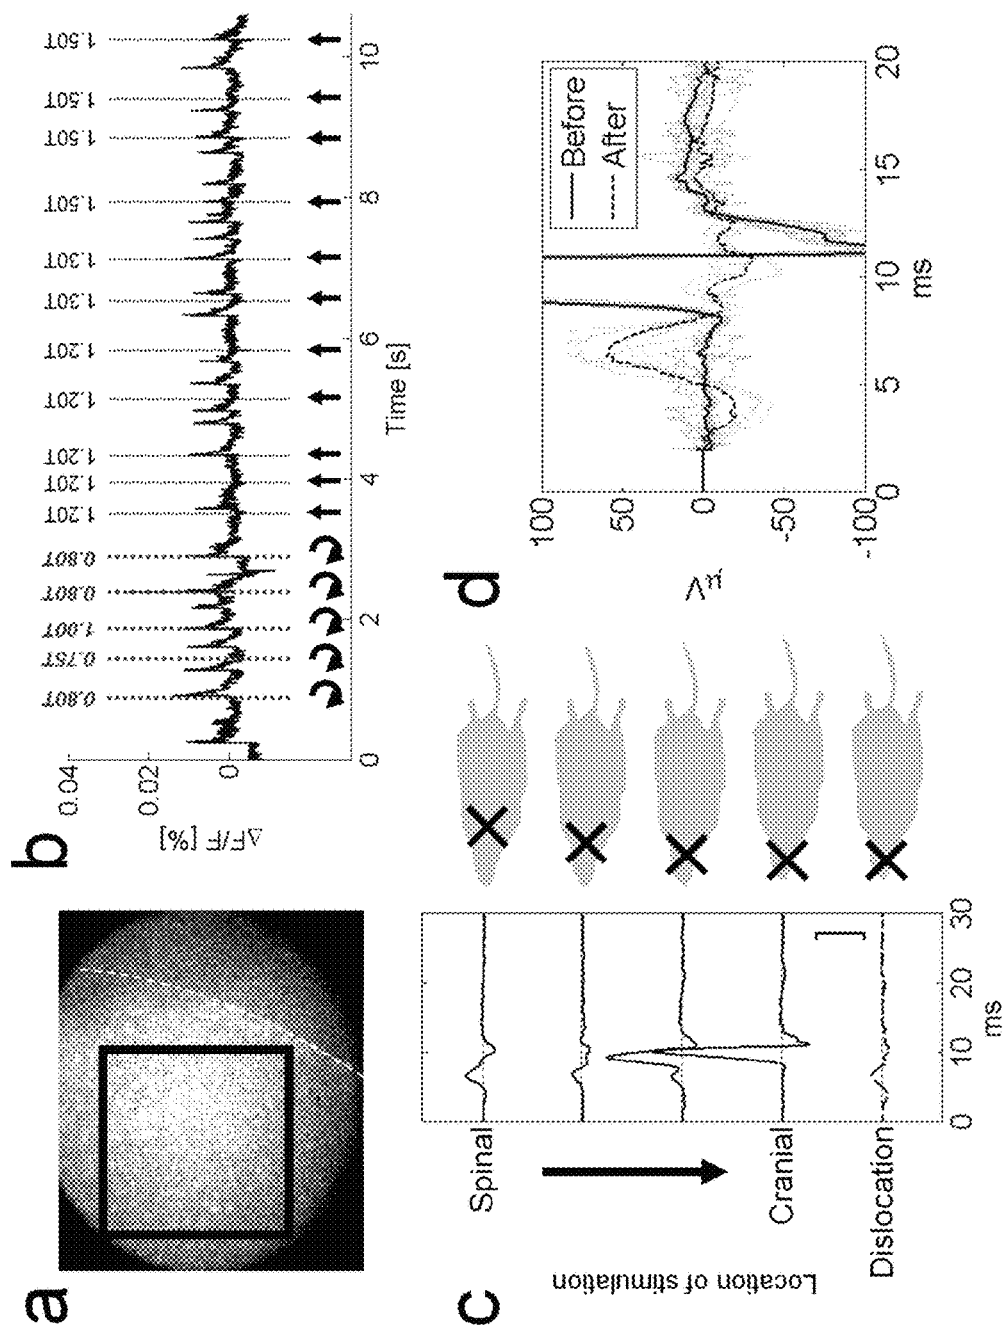 a
b
0.80T 0.75T 1.00T 0.80T 0.80T 1.20T 1.20T 1.20T 1.20T 1.20T 1.30T 1.30T 1.50T 1.50T 1.50T 1.50T
0.04
0.02
0
ΔF/F [%]
0 2 4 6 8 10
Time [s]
c
Location of stimulation
Spinal
Cranial
Dislocation
0 10 20 30
ms
d
Before
After
100
50
0
-50
-100
μV
0 5 10 15 20
ms